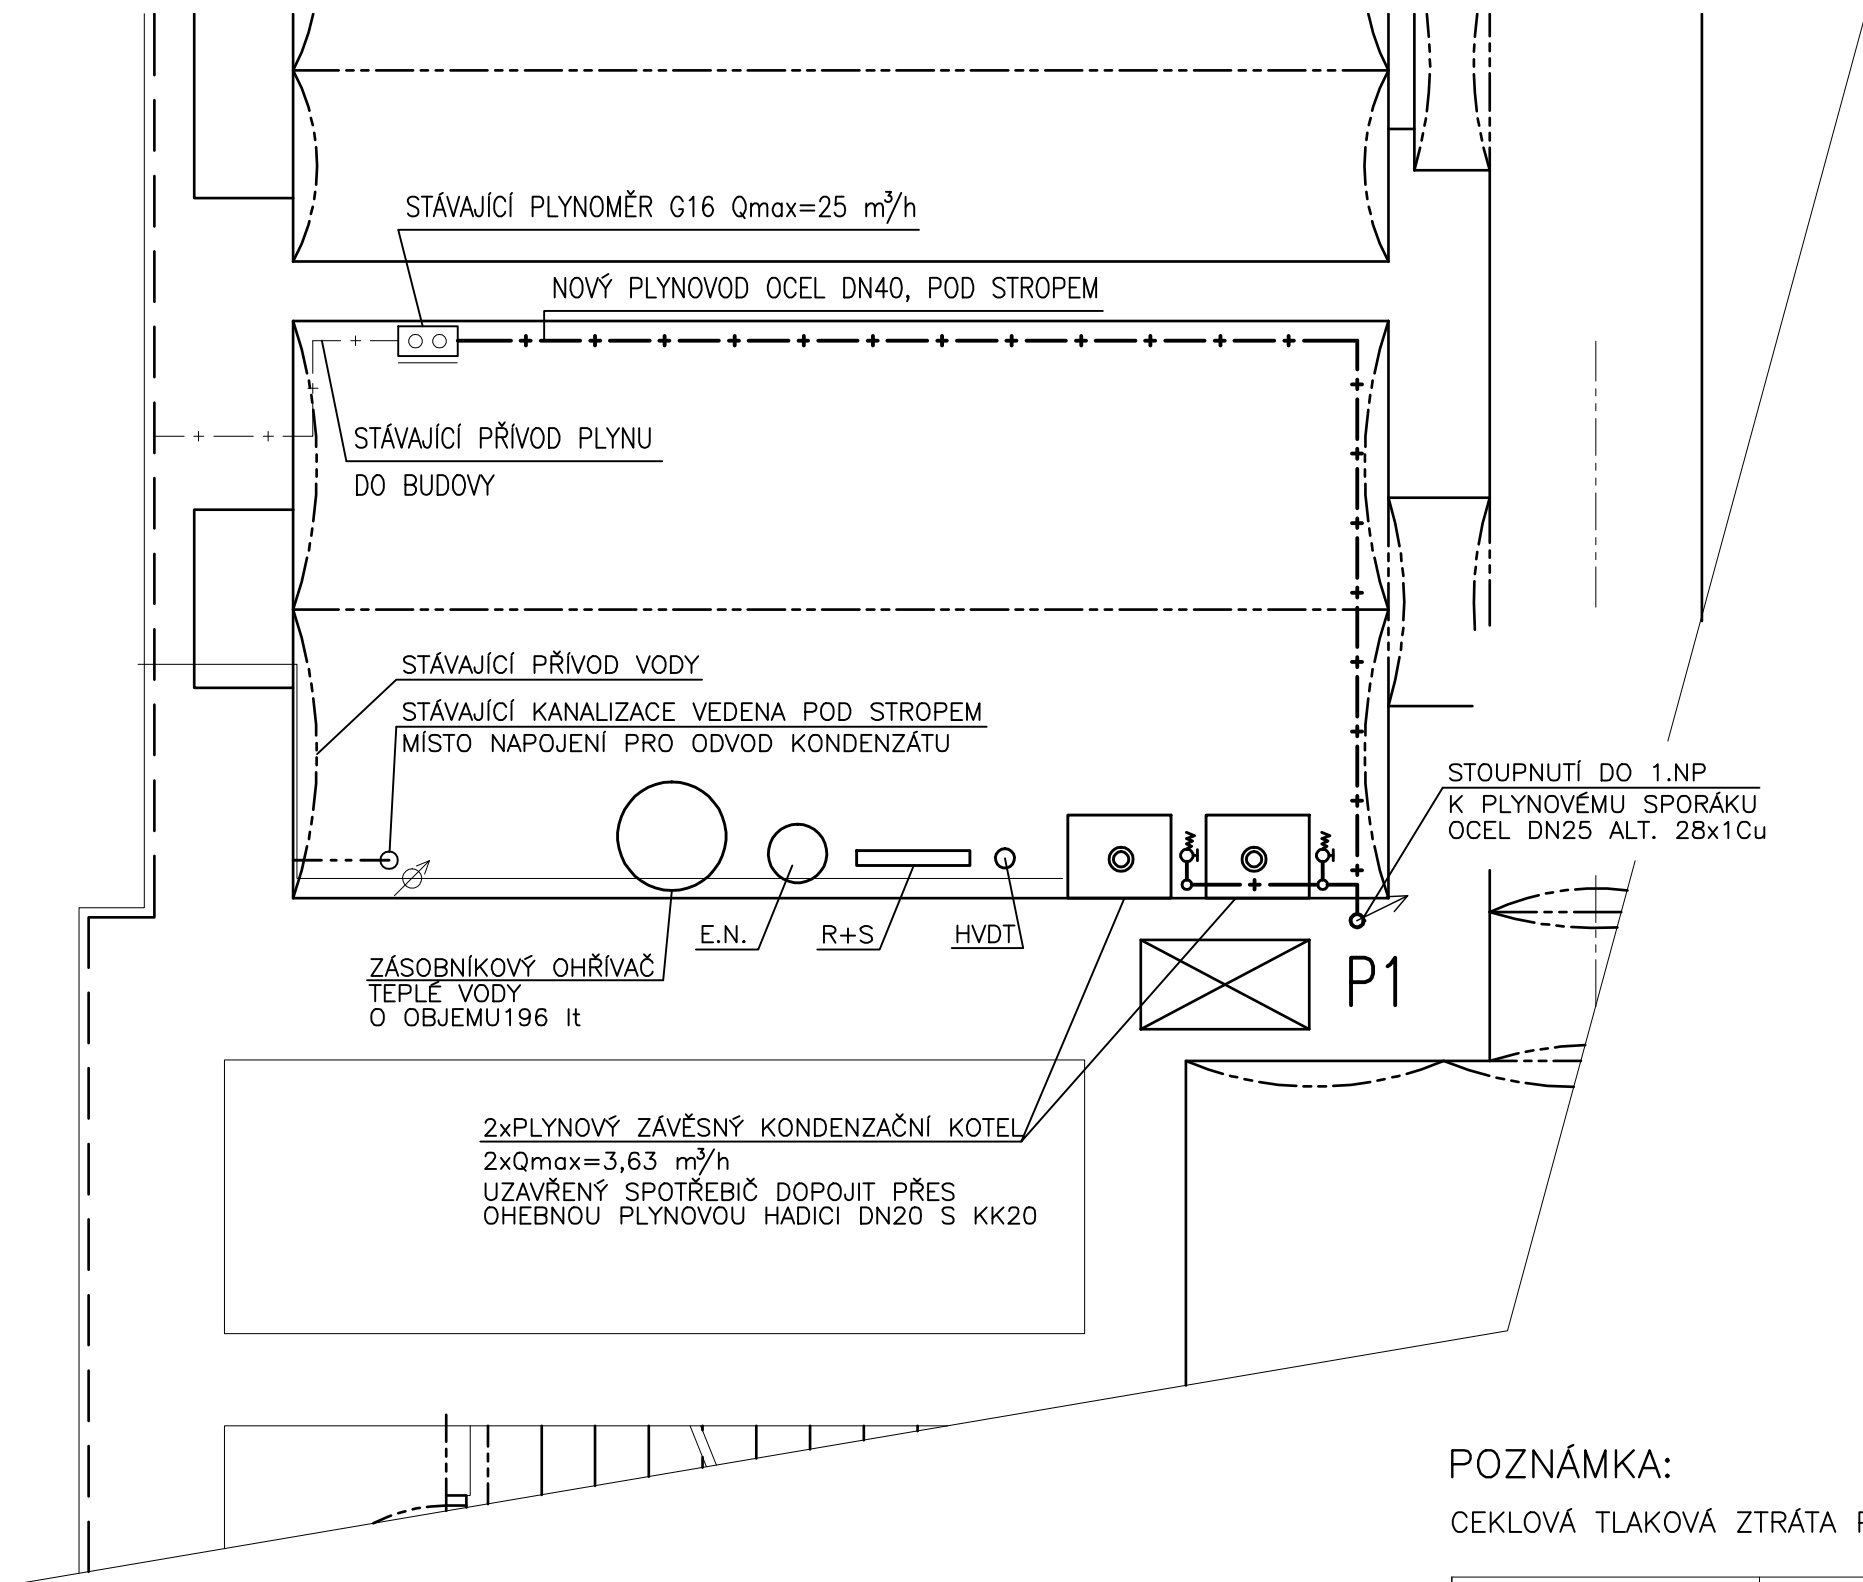 STÁVAJÍCÍ PLYNOMĚR G16 Qmax=25 m³/h
NOVÝ PLYNOVOD OCEL DN40, POD STROPEM
STÁVAJÍCÍ PŘÍVOD PLYNU
DO BUDOVY
STÁVAJÍCÍ PŘÍVOD VODY
STÁVAJÍCÍ KANALIZACE VEDENA POD STROPEM
MÍSTO NAPOJENÍ PRO ODVOD KONDENZÁTU
STOUPNUTÍ DO 1.NP
K PLYNOVÉMU SPORÁKU
OCEL DN25 ALT. 28x1Cu
E.N.
R+S
HVDT
ZÁSOBNÍKOVÝ OHŘÍVAČ
TEPLÉ VODY
O OBJEMU196 lt
P1
2xPLYNOVÝ ZÁVĚSNÝ KONDENZAČNÍ KOTEL
2xQmax=3,63 m³/h
UZAVŘENÝ SPOTŘEBIČ DOPOJIT PŘES
OHEBNOU PLYNOVOU HADICI DN20 S KK20
POZNÁMKA:
CEKLOVÁ TLAKOVÁ ZTRÁTA